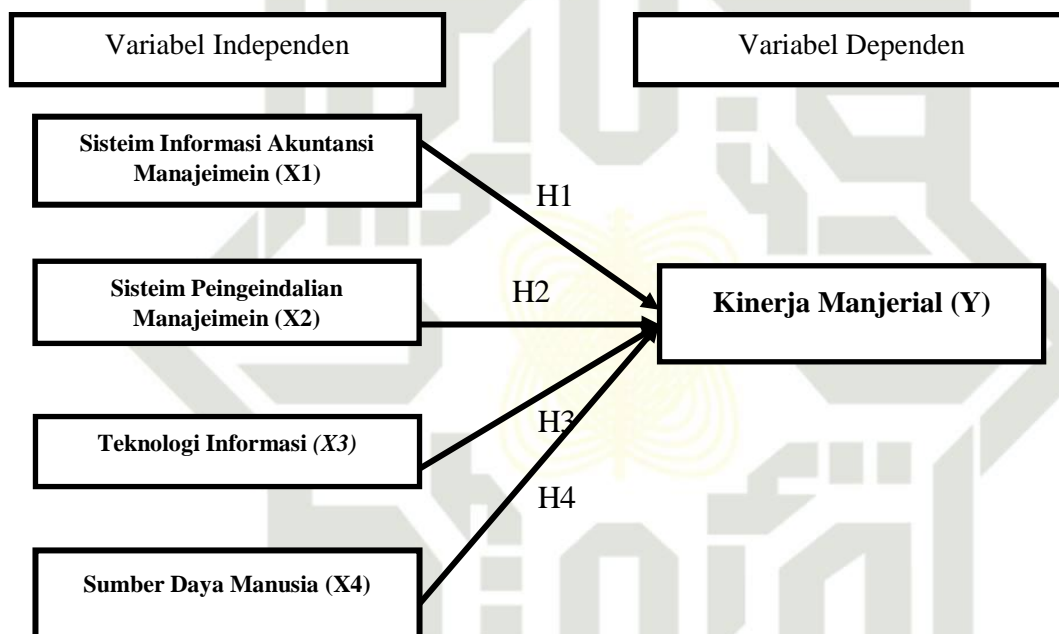 Variabel Independen
Variabel Dependen
Sisteim Informasi Akuntansi
Manajeimein (X1)
H1
Sisteim Peingeindalian
Manajeimein (X2)
H2
Kinerja Manjerial (Y)
Teknologi Informasi (X3)
H3
H4
Sumber Daya Manusia (X4)